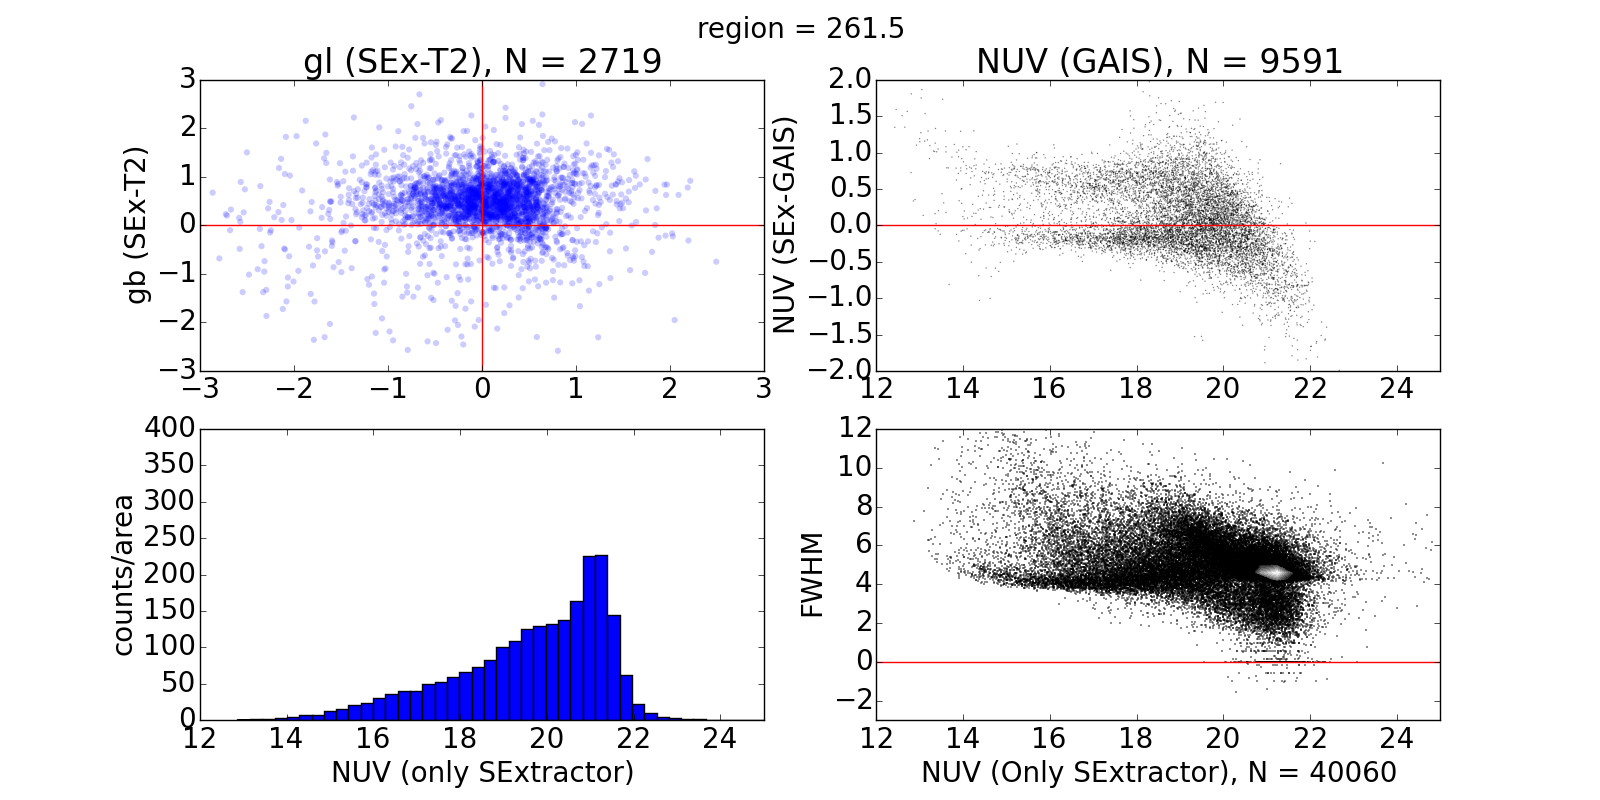 region = 261.5
gl (SEx-T2), N = 2719
NUV (GAIS), N = 9591
3
2
1
0
−1
−2
−3
gb (SEx-T2)
−3 −2 −1 0 1 2 3
2.0
1.5
1.0
0.5
0.0
−0.5
−1.0
−1.5
−2.0
NUV (SEx-GAIS)
12 14 16 18 20 22 24
400
350
300
250
200
150
100
50
0
counts/area
12 14 16 18 20 22 24
NUV (only SExtractor)
12
10
8
6
4
2
0
−2
FWHM
12 14 16 18 20 22 24
NUV (Only SExtractor), N = 40060